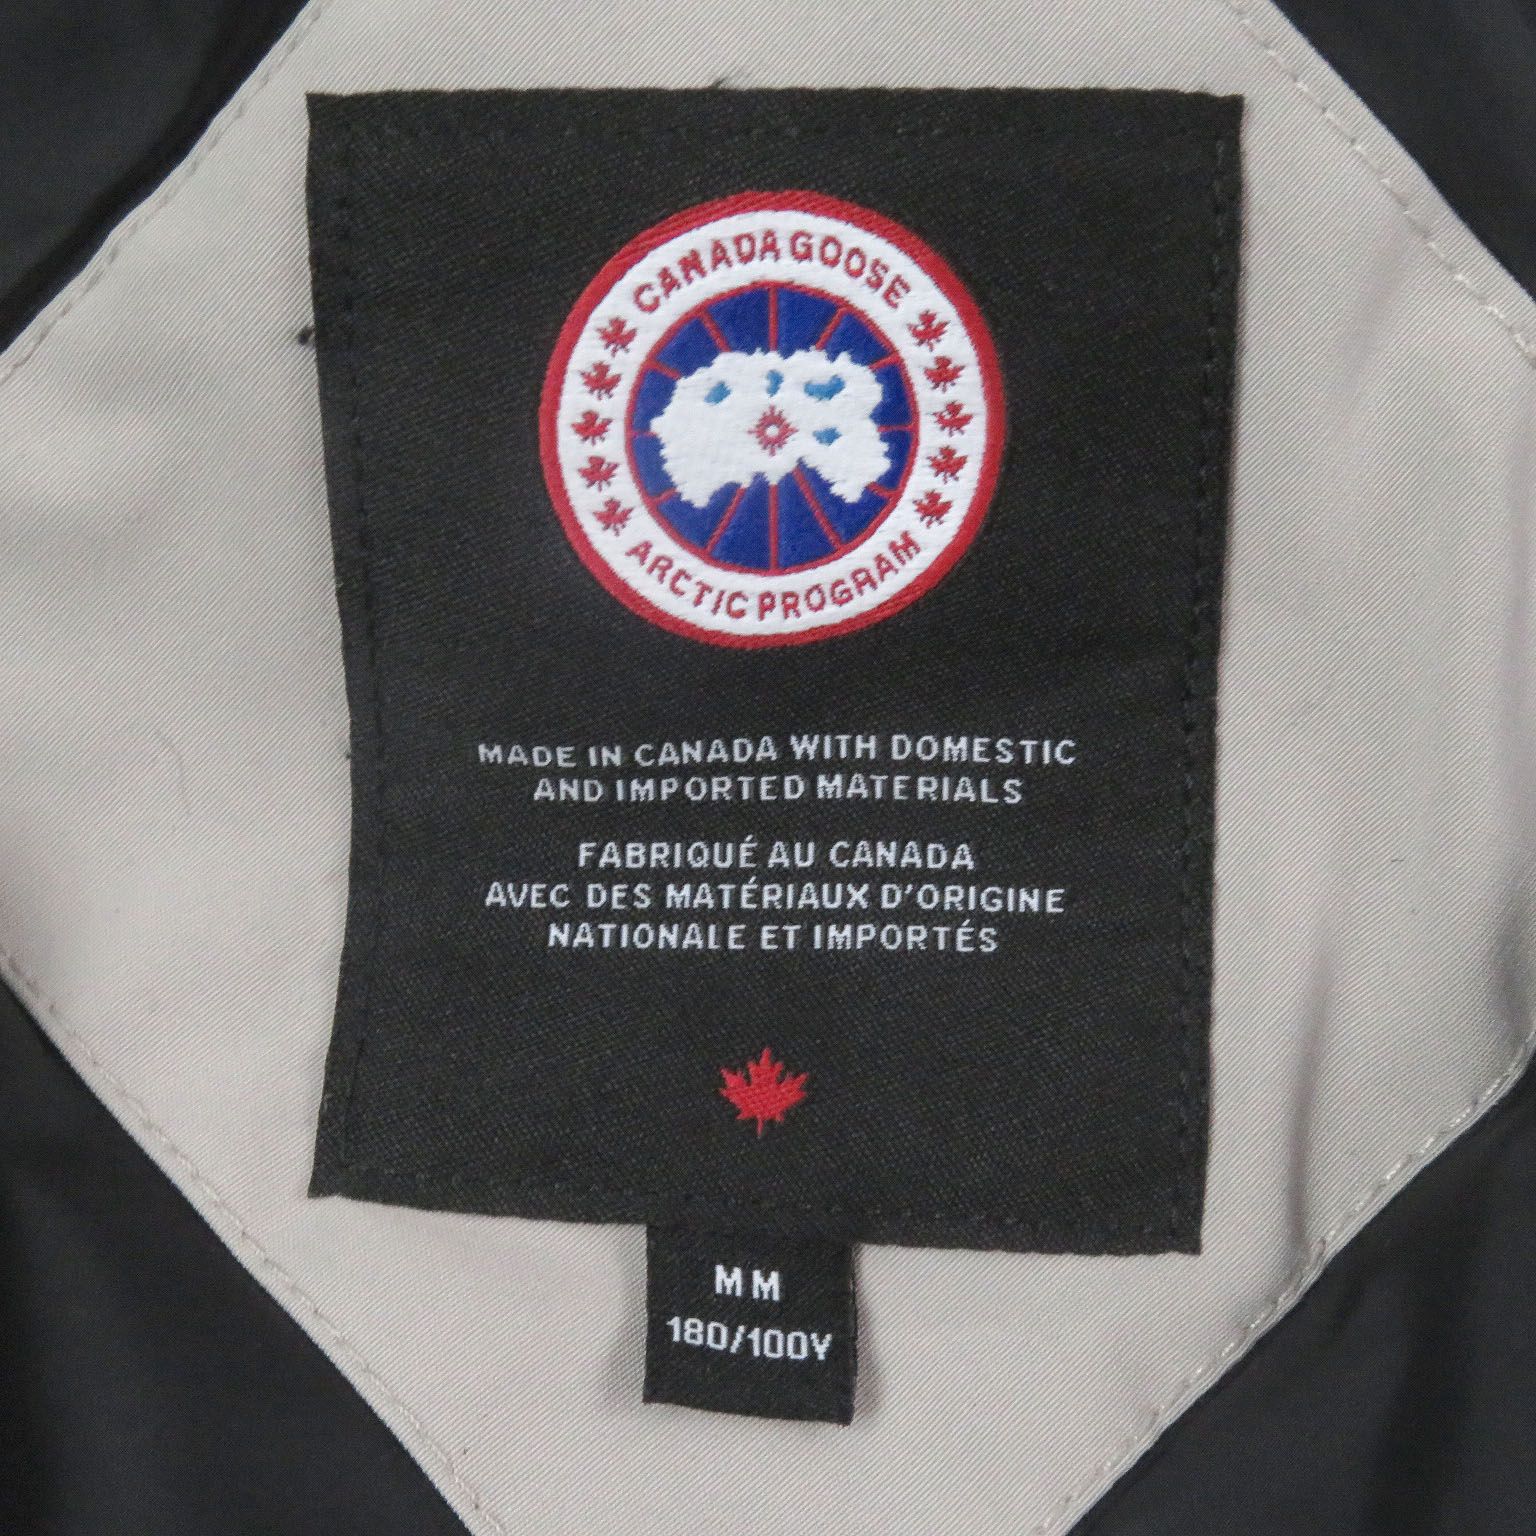 CANADA GOOSE
ARCTIC PROGRAM
MADE IN CANADA WITH DOMESTIC
AND IMPORTED MATERIALS
FABRIQUÉ AU CANADA
AVEC DES MATÉRIAUX D'ORIGINE
NATIONALE ET IMPORTÉS
M M
180/100Y